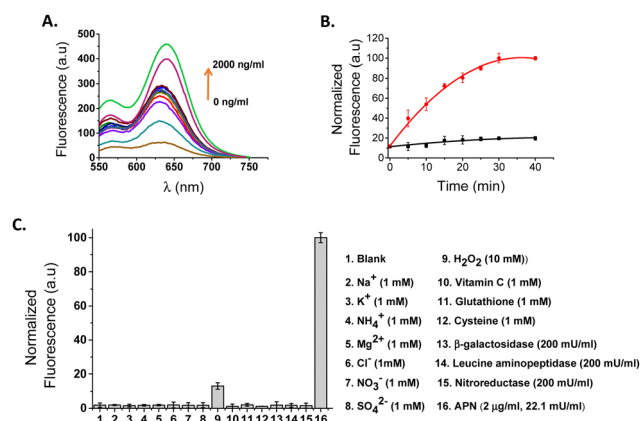 A.
Fluorescence (a.u)
500
400
300
200
100
0
2000 ng/ml
0 ng/ml
550 600 650 700 750
λ (nm)
B.
Normalized
Fluorescence (a.u)
120
100
80
60
40
20
0
0 10 20 30 40
Time (min)
C.
Normalized
Fluorescence (a.u)
100
80
60
40
20
0
1 2 3 4 5 6 7 8 9 10 11 12 13 14 15 16
1. Blank
2. Na⁺ (1 mM)
3. K⁺ (1 mM)
4. NH₄⁺ (1 mM)
5. Mg²⁺ (1 mM)
6. Cl⁻ (1mM)
7. NO₃⁻ (1 mM)
8. SO₄²⁻ (1 mM)
9. H₂O₂ (10 mM))
10. Vitamin C (1 mM)
11. Glutathione (1 mM)
12. Cysteine (1 mM)
13. β-galactosidase (200 mU/ml)
14. Leucine aminopeptidase (200 mU/ml)
15. Nitroreductase (200 mU/ml)
16. APN (2 μg/ml, 22.1 mU/ml)